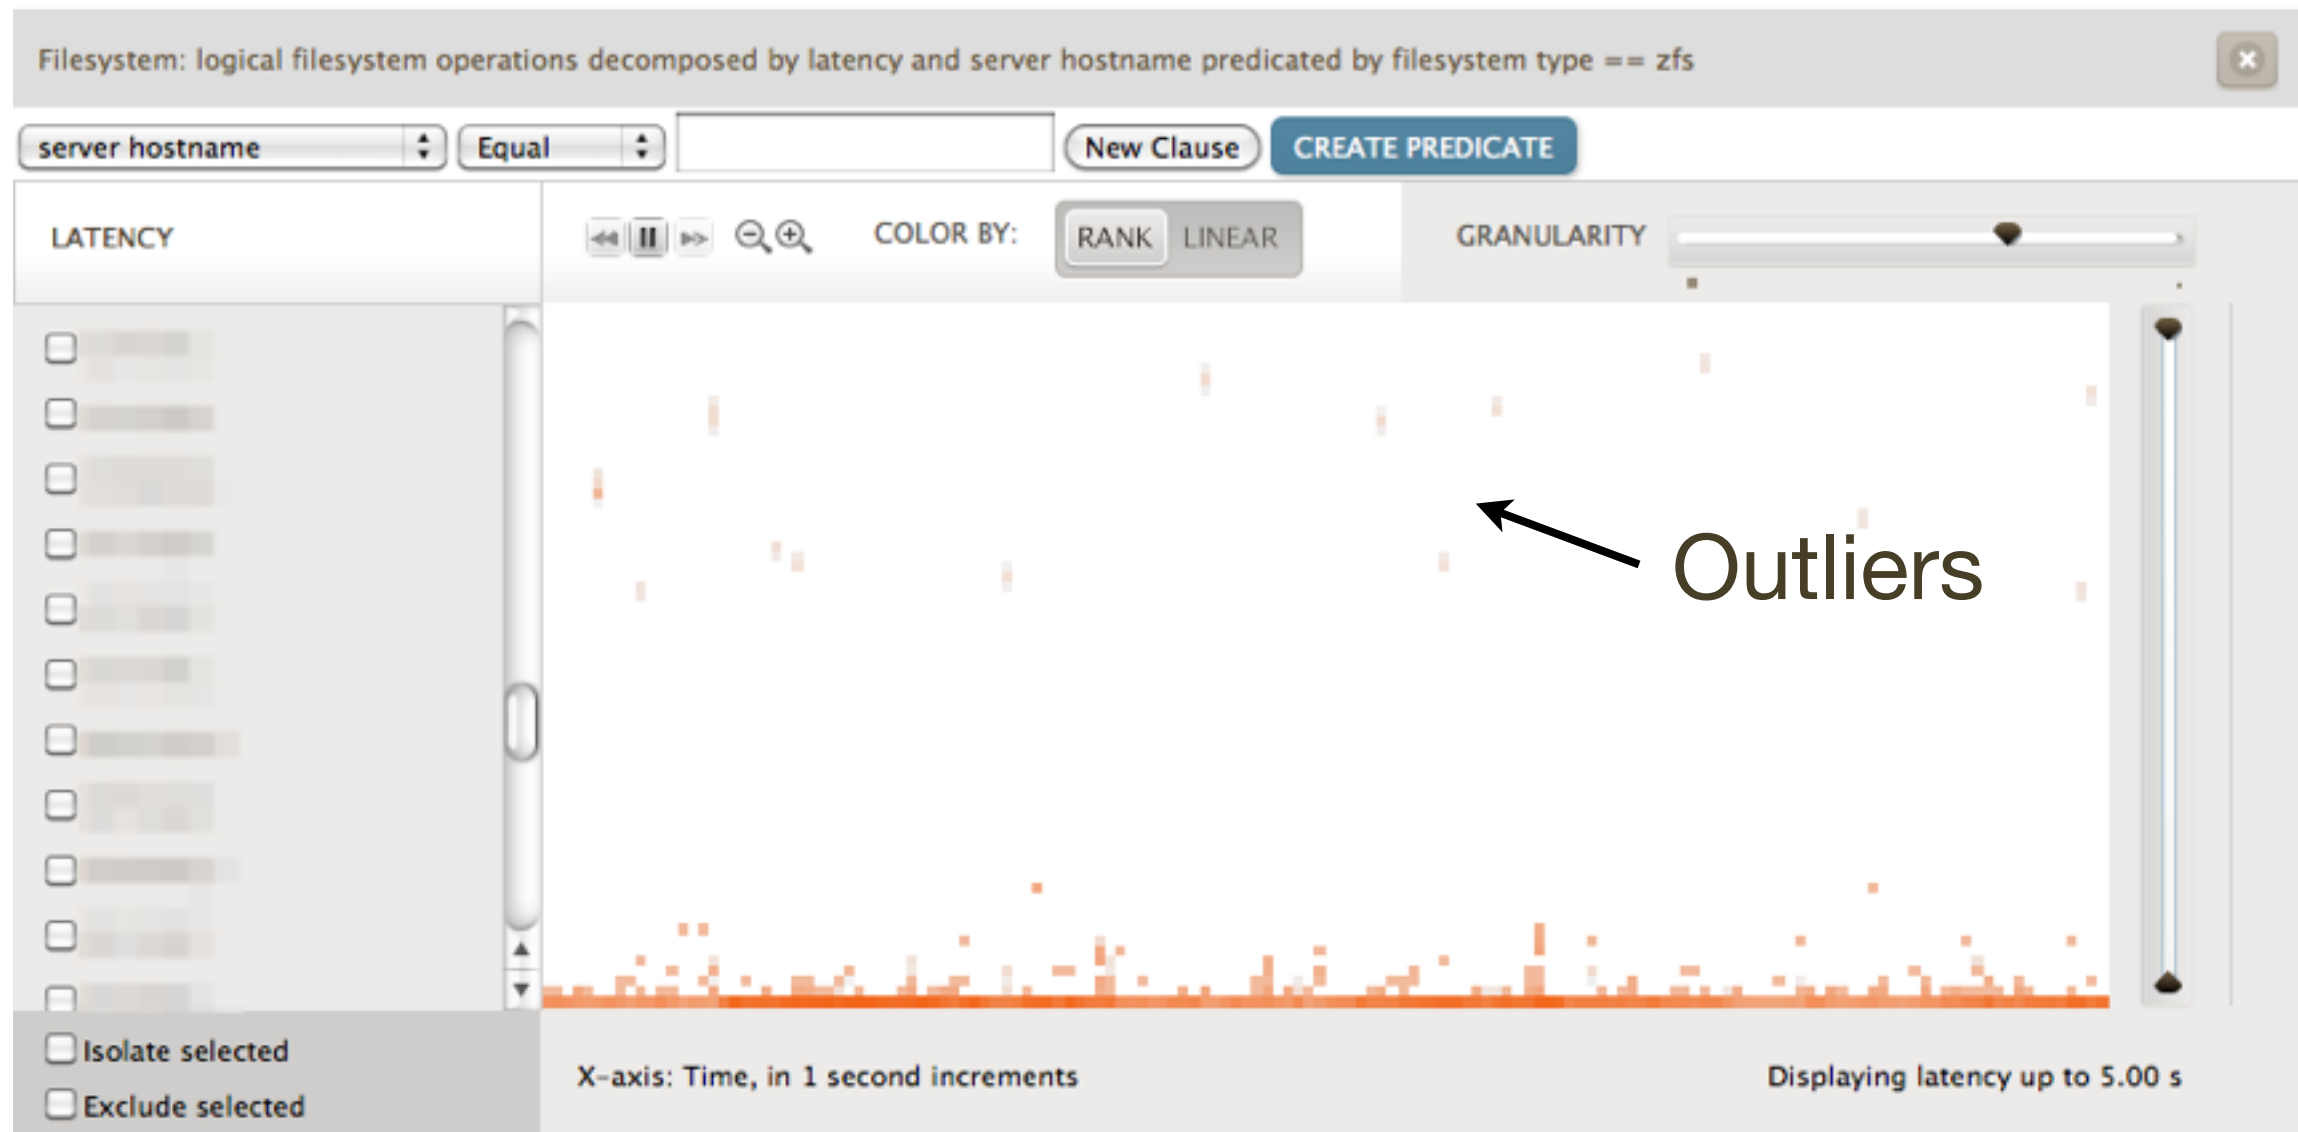 Filesystem: logical filesystem operations decomposed by latency and server hostname predicated by filesystem type == zfs
server hostname Equal New Clause CREATE PREDICATE
LATENCY COLOR BY: RANK LINEAR GRANULARITY
Outliers
Isolate selected
Exclude selected
X-axis: Time, in 1 second increments Displaying latency up to 5.00 s